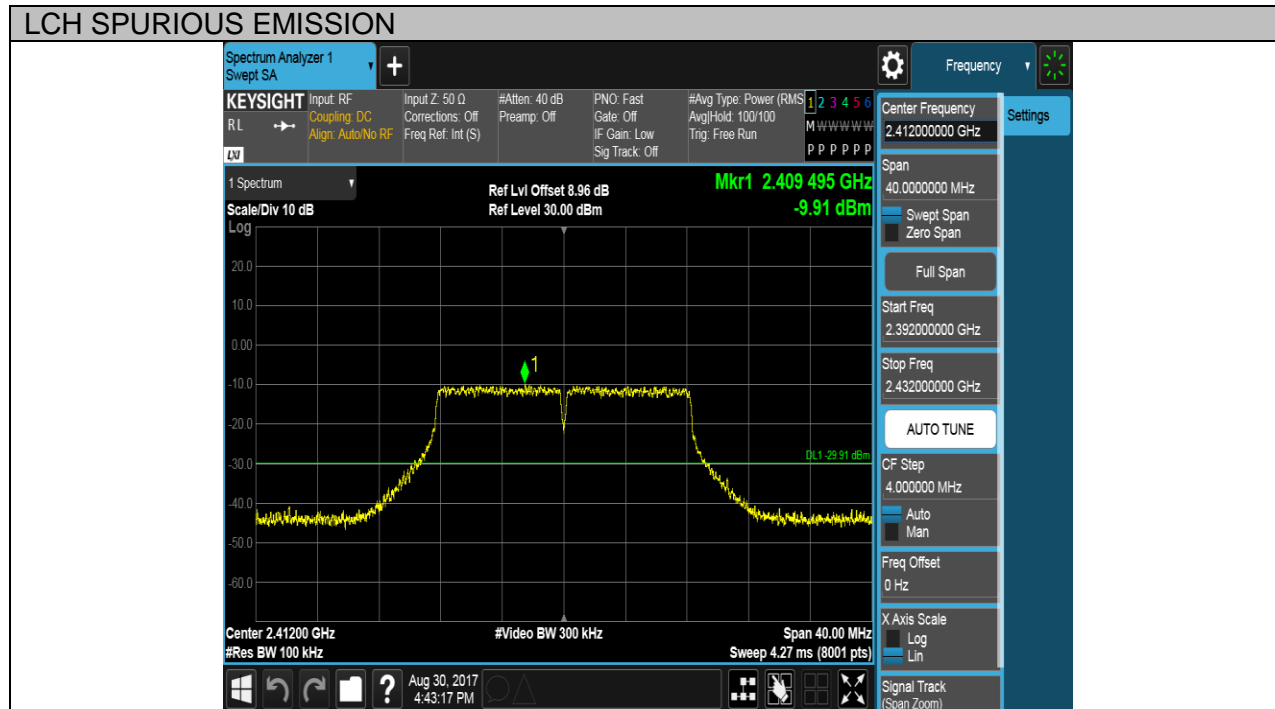 LCH SPURIOUS EMISSION
Spectrum Analyzer 1
Swept SA
Frequency
KEYSIGHT
RL
LXI
Input: RF
Coupling: DC
Align: Auto/No RF
Input Z: 50 Ω
Corrections: Off
Freq Ref: Int (S)
#Atten: 40 dB
Preamp: Off
PNO: Fast
Gate: Off
IF Gain: Low
Sig Track: Off
#Avg Type: Power (RMS
Avg|Hold: 100/100
Trig: Free Run
1 2 3 4 5 6
M W W W W W
P P P P P P
1 Spectrum
Scale/Div 10 dB
Log
Ref Lvl Offset 8.96 dB
Ref Level 30.00 dBm
Mkr1 2.409 495 GHz
-9.91 dBm
20.0
10.0
0.00
-10.0
-20.0
-30.0
-40.0
-50.0
-60.0
1
DL1 -29.91 dBm
Center 2.41200 GHz
#Res BW 100 kHz
#Video BW 300 kHz
Span 40.00 MHz
Sweep 4.27 ms (8001 pts)
Aug 30, 2017
4:43:17 PM
?
Center Frequency
2.412000000 GHz
Settings
Span
40.0000000 MHz
Swept Span
Zero Span
Full Span
Start Freq
2.392000000 GHz
Stop Freq
2.432000000 GHz
AUTO TUNE
CF Step
4.000000 MHz
Auto
Man
Freq Offset
0 Hz
X Axis Scale
Log
Lin
Signal Track
(Span Zoom)